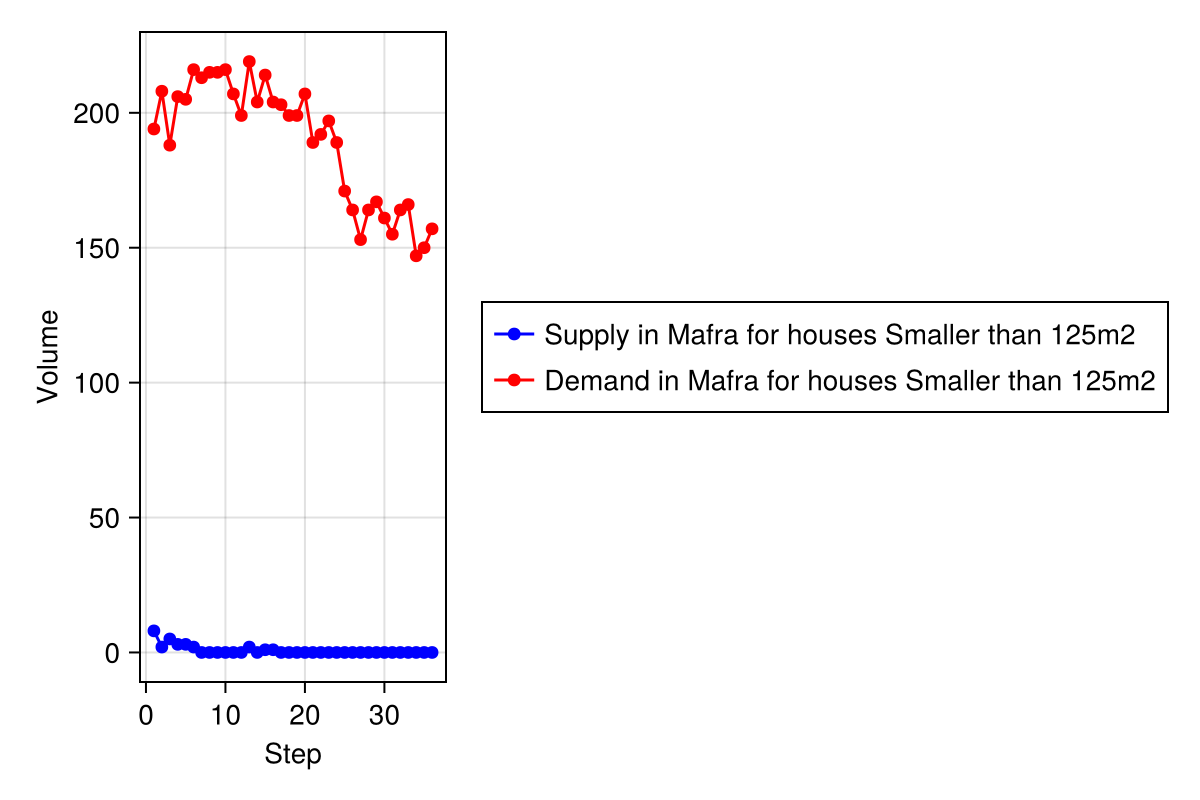 200
150
100
50
0
Volume
0 10 20 30
Step
Supply in Mafra for houses Smaller than 125m2
Demand in Mafra for houses Smaller than 125m2